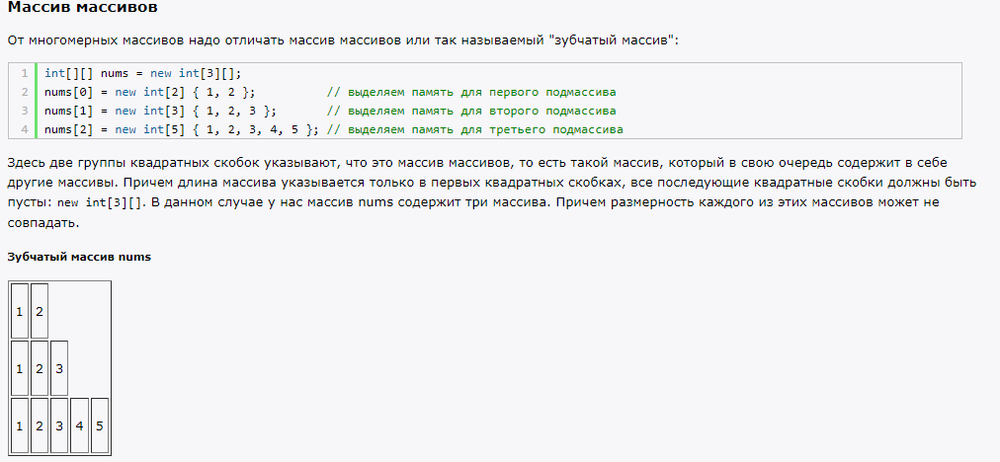 Массив массивов
От многомерных массивов надо отличать массив массивов или так называемый "зубчатый массив":
1 int[][] nums = new int[3][];
2 nums[0] = new int[2] { 1, 2 };          // выделяем память для первого подмассива
3 nums[1] = new int[3] { 1, 2, 3 };       // выделяем память для второго подмассива
4 nums[2] = new int[5] { 1, 2, 3, 4, 5 }; // выделяем память для третьего подмассива
Здесь две группы квадратных скобок указывают, что это массив массивов, то есть такой массив, который в свою очередь содержит в себе
другие массивы. Причем длина массива указывается только в первых квадратных скобках, все последующие квадратные скобки должны быть
пусты: new int[3][]. В данном случае у нас массив nums содержит три массива. Причем размерность каждого из этих массивов может не
совпадать.
Зубчатый массив nums
1 2
1 2 3
1 2 3 4 5